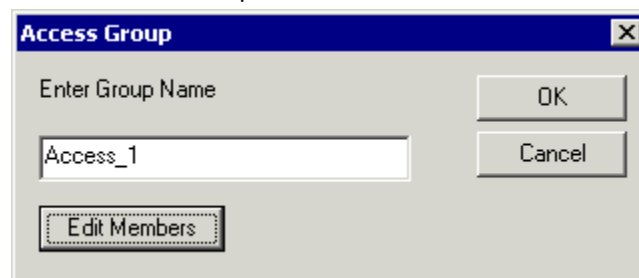 Access Group
Enter Group Name
OK
Access_1
Cancel
Edit Members